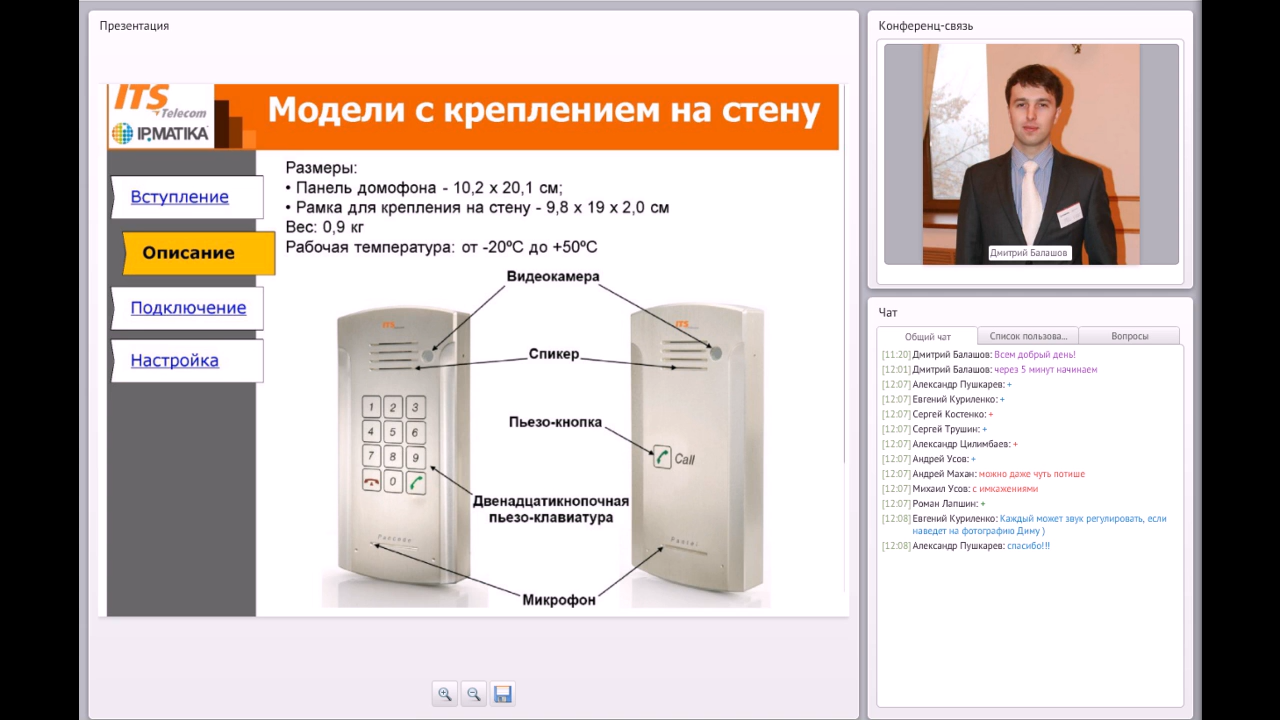 Презентация
ITS
Telecom
IP.MATIKA
Модели с креплением на стену
Вступление
Описание
Подключение
Настройка
Размеры:
• Панель домофона - 10,2 x 20,1 см;
• Рамка для крепления на стену - 9,8 x 19 x 2,0 см
Вес: 0,9 кг
Рабочая температура: от -20ºC до +50ºC
Видеокамера
ITS
ITS
Спикер
Пьезо-кнопка
1 2 3
4 5 6
7 8 9
0
Call
Двенадцатикнопочная
пьезо-клавиатура
Микрофон
Конференц-связь
Дмитрий Балашов
Чат
Общий чат
Список пользова...
Вопросы
[11:20] Дмитрий Балашов: Всем добрый день!
[12:01] Дмитрий Балашов: через 5 минут начинаем
[12:07] Александр Пушкарев: +
[12:07] Евгений Куриленко: +
[12:07] Сергей Костенко: +
[12:07] Сергей Трушин: +
[12:07] Александр Цилимбаев: +
[12:07] Андрей Усов: +
[12:07] Андрей Махан: можно даже чуть потише
[12:07] Михаил Усов: с имкажениями
[12:07] Роман Лапшин: +
[12:08] Евгений Куриленко: Каждый может звук регулировать, если
наведет на фотографию Диму )
[12:08] Александр Пушкарев: спасибо!!!